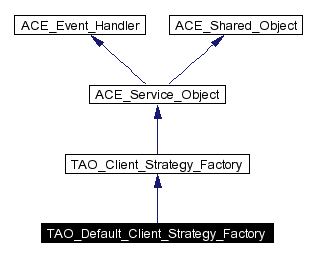 ACE_Event_Handler
ACE_Shared_Object
ACE_Service_Object
TAO_Client_Strategy_Factory
TAO_Default_Client_Strategy_Factory